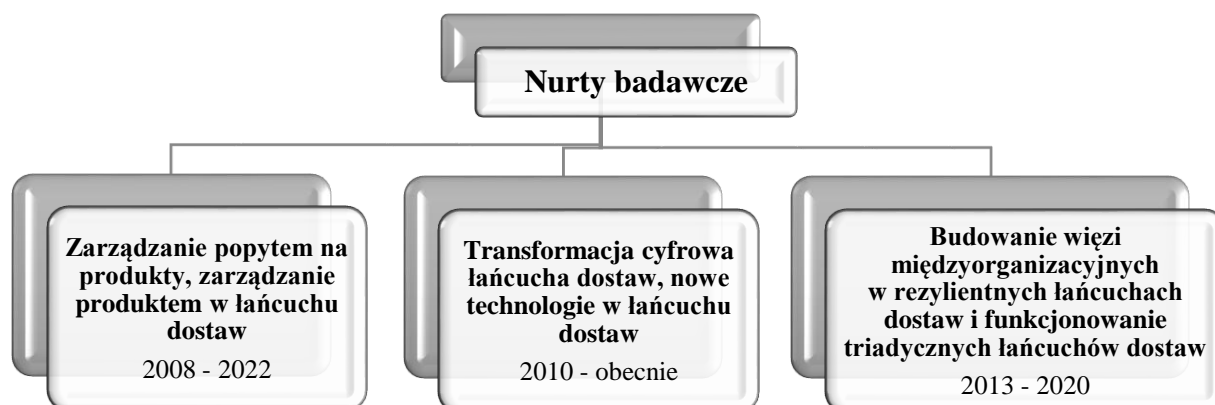 Nurty badawcze
Zarządzanie popytem na
produkty, zarządzanie
produktem w łańcuchu
dostaw
2008 - 2022
Transformacja cyfrowa
łańcucha dostaw, nowe
technologie w łańcuchu
dostaw
2010 - obecnie
Budowanie więzi
międzyorganizacyjnych
w rezylientnych łańcuchach
dostaw i funkcjonowanie
triadycznych łańcuchów dostaw
2013 - 2020